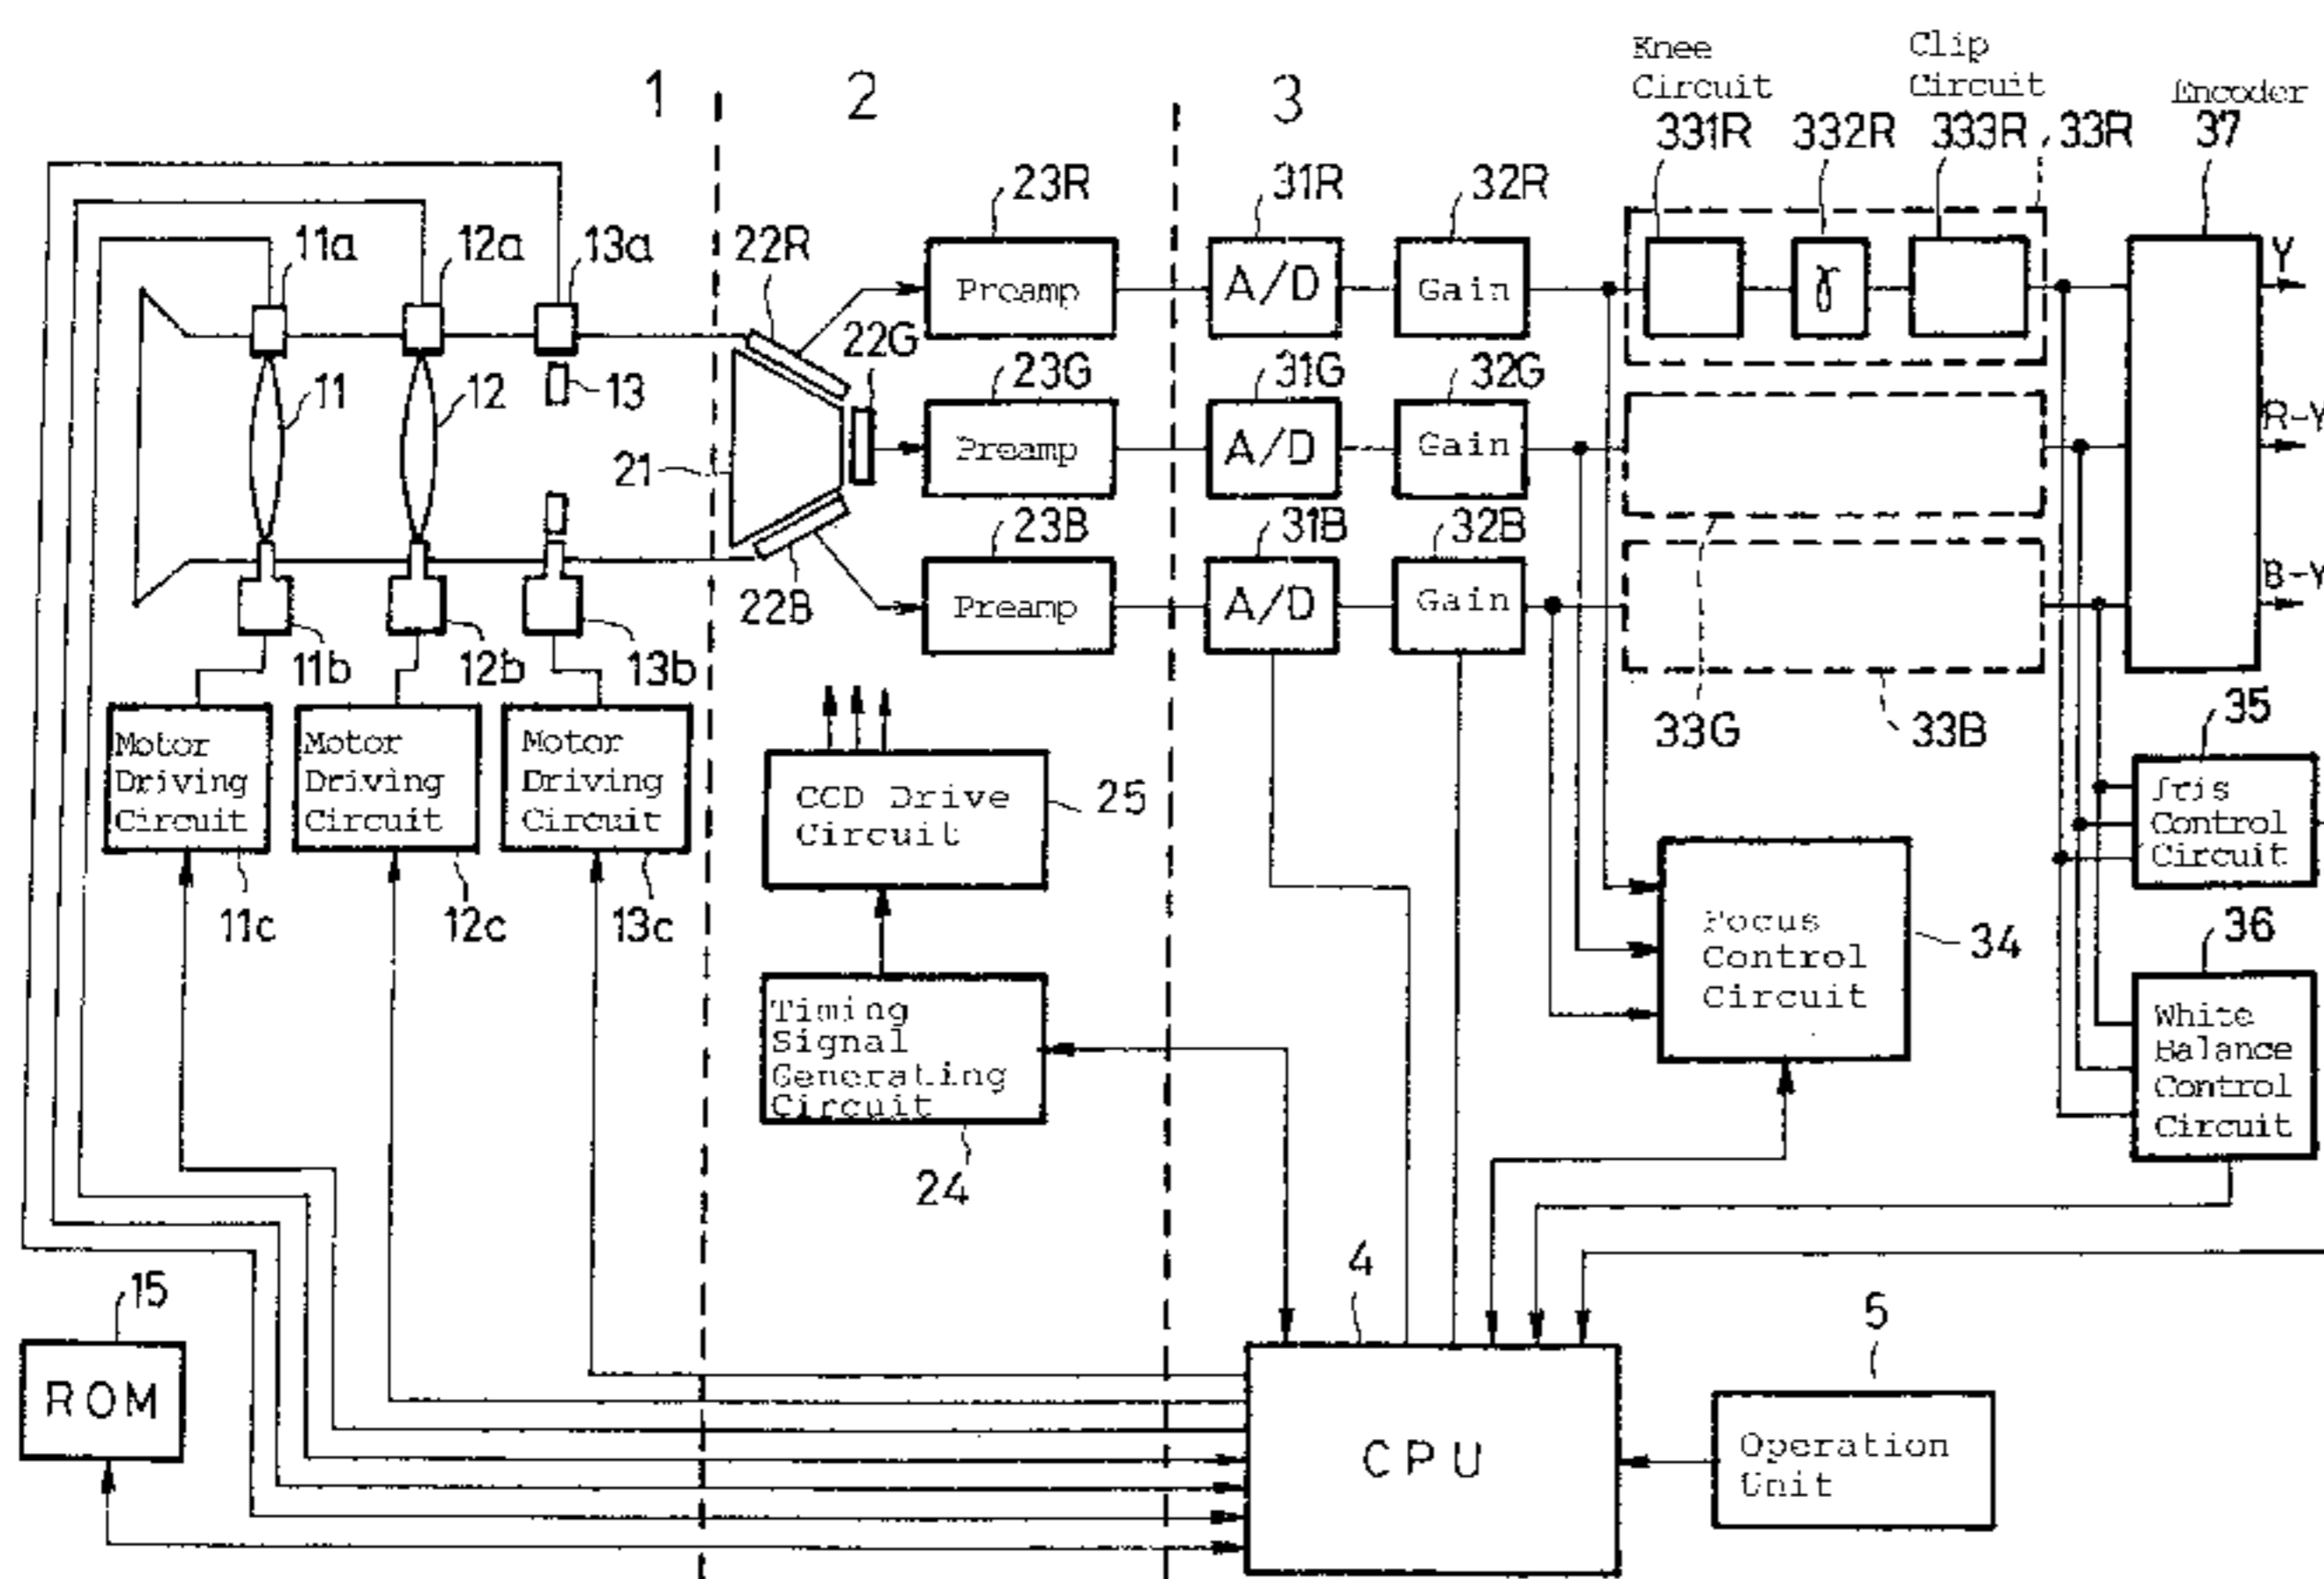 1
2
3
Knee
Circuit
331R
332R
Clip
Circuit
333R
33R
Encoder
37
11a
12a
13a
22R
23R
31R
32R
Preamp
A/D
Gain
γ
Y
11
12
13
21
22G
23G
31G
32G
Preamp
A/D
Gain
R-Y
22B
23B
31B
32B
Preamp
A/D
Gain
B-Y
11b
12b
13b
33G
33B
35
Motor
Driving
Circuit
Motor
Driving
Circuit
Motor
Driving
Circuit
CCD Drive
Circuit
25
Iris
Control
Circuit
11c
12c
13c
Focus
Control
Circuit
34
36
Timing
Signal
Generating
Circuit
24
White
Balance
Control
Circuit
15
4
5
ROM
CPU
Operation
Unit